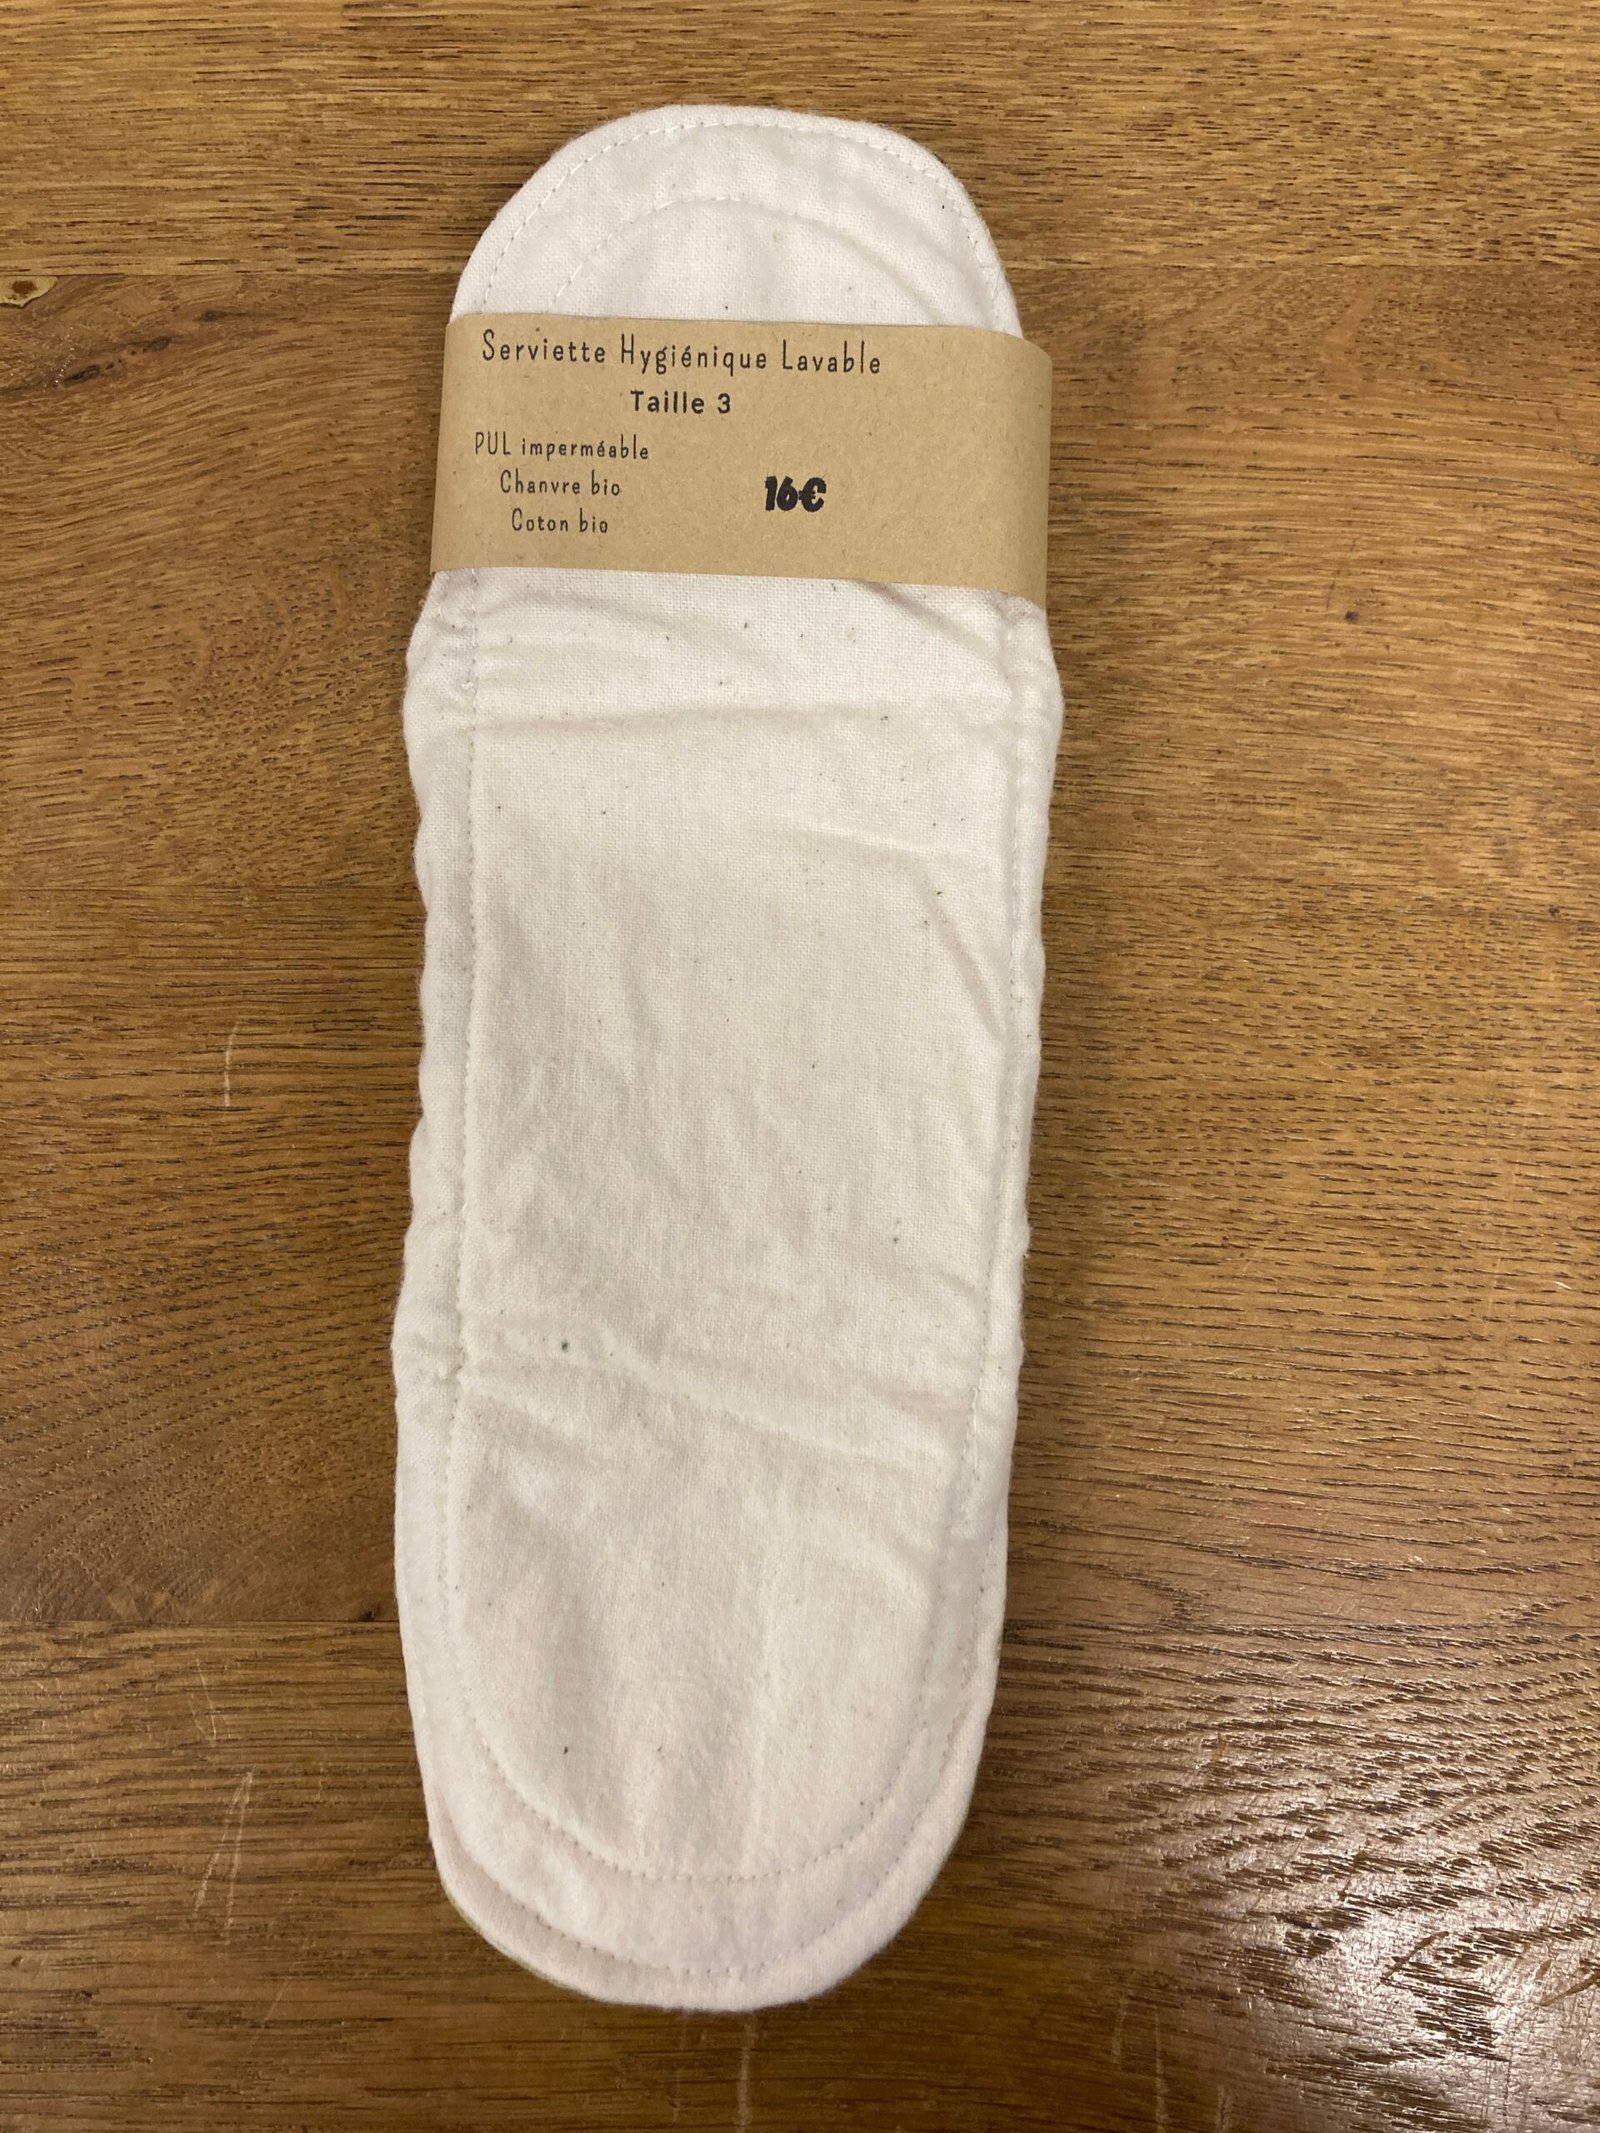 Serviette Hygiénique Lavable
Taille 3
PUL imperméable
Chanvre bio
16€
Coton bio